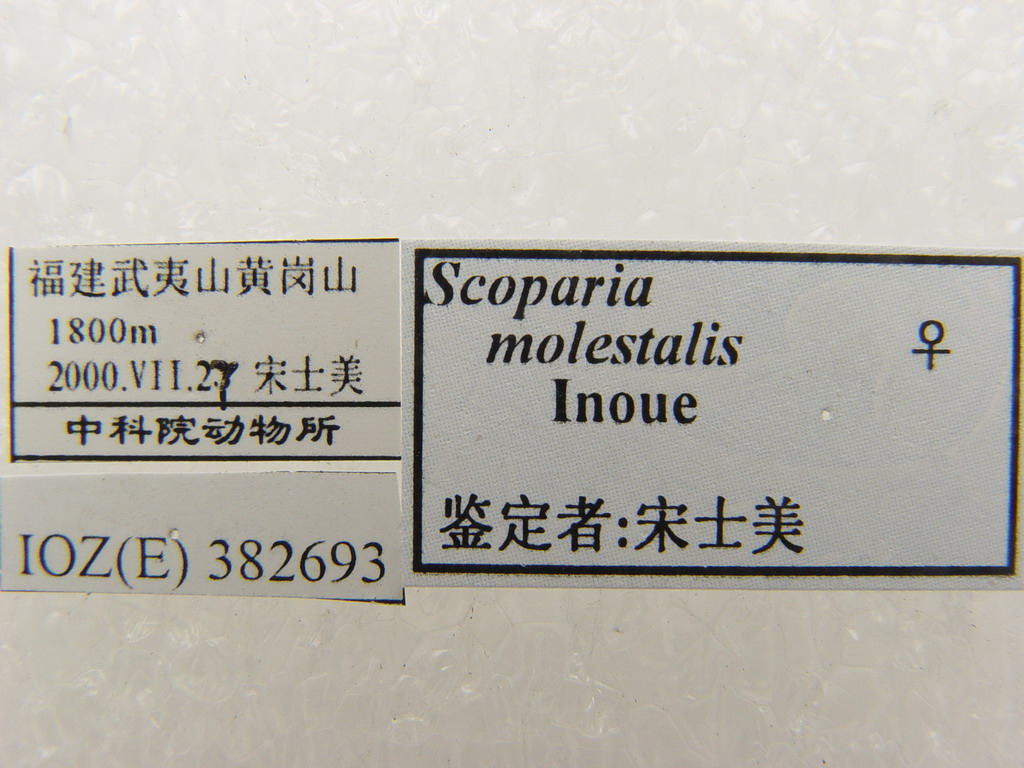 福建武夷山黄岗山
1800m
2000.VII.27 宋士美
中科院动物所
IOZ(E) 382693
Scoparia
molestalis ♀
Inoue
鉴定者:宋士美